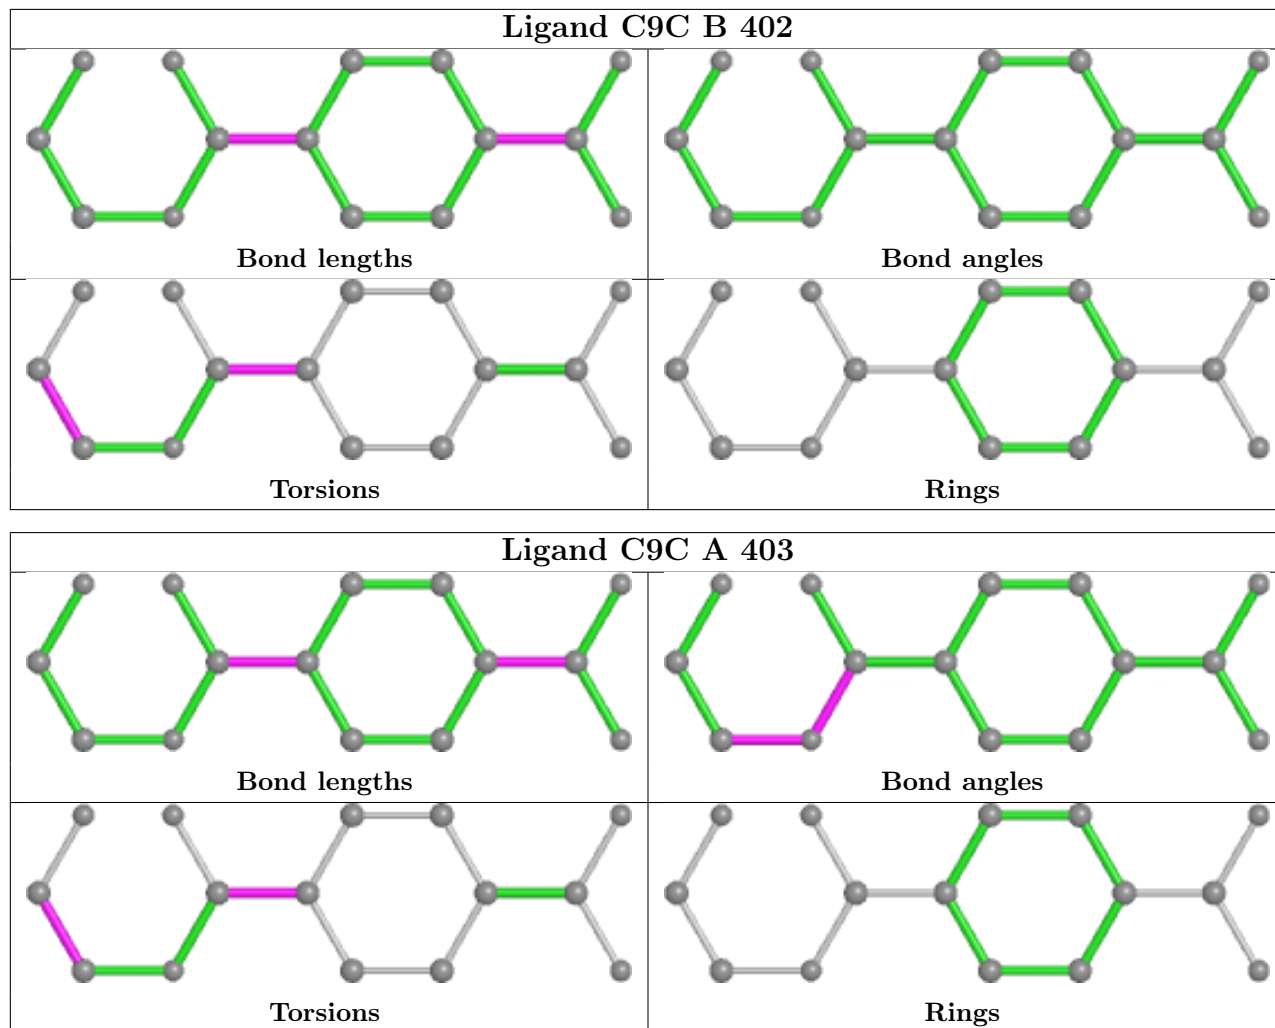 Ligand C9C B 402
Bond lengths
Bond angles
Torsions
Rings
Ligand C9C A 403
Bond lengths
Bond angles
Torsions
Rings